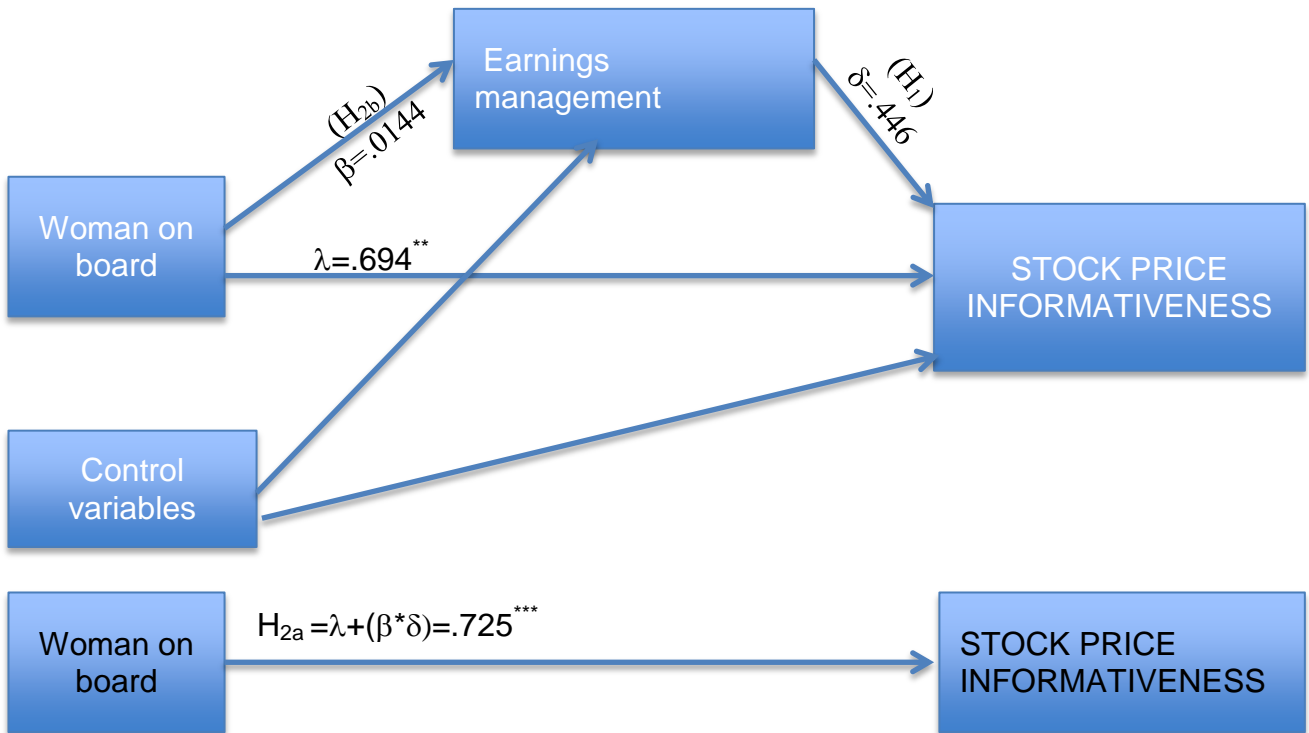 Earnings
management
(H₂b)
β=.0144
(H₁)
δ=.446
Woman on
board
λ=.694**
STOCK PRICE
INFORMATIVENESS
Control
variables
Woman on
board
H₂ₐ =λ+(β*δ)=.725***
STOCK PRICE
INFORMATIVENESS